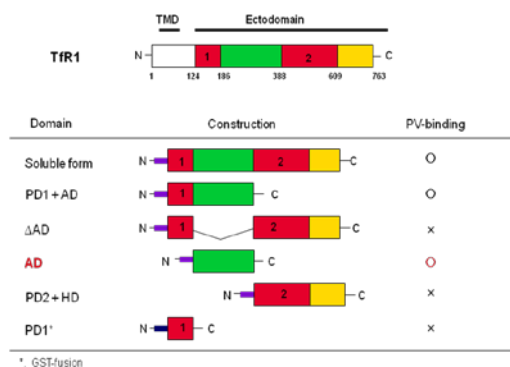 TMD Ectodomain
TfR1 N 1 2 C
1 124 186 388 609 763
Domain Construction PV-binding
Soluble form N 1 2 C O
PD1 + AD N 1 C O
ΔAD N 1 2 C ×
AD N C O
PD2 + HD N 2 C ×
PD1* N 1 C ×
*. GST-fusion